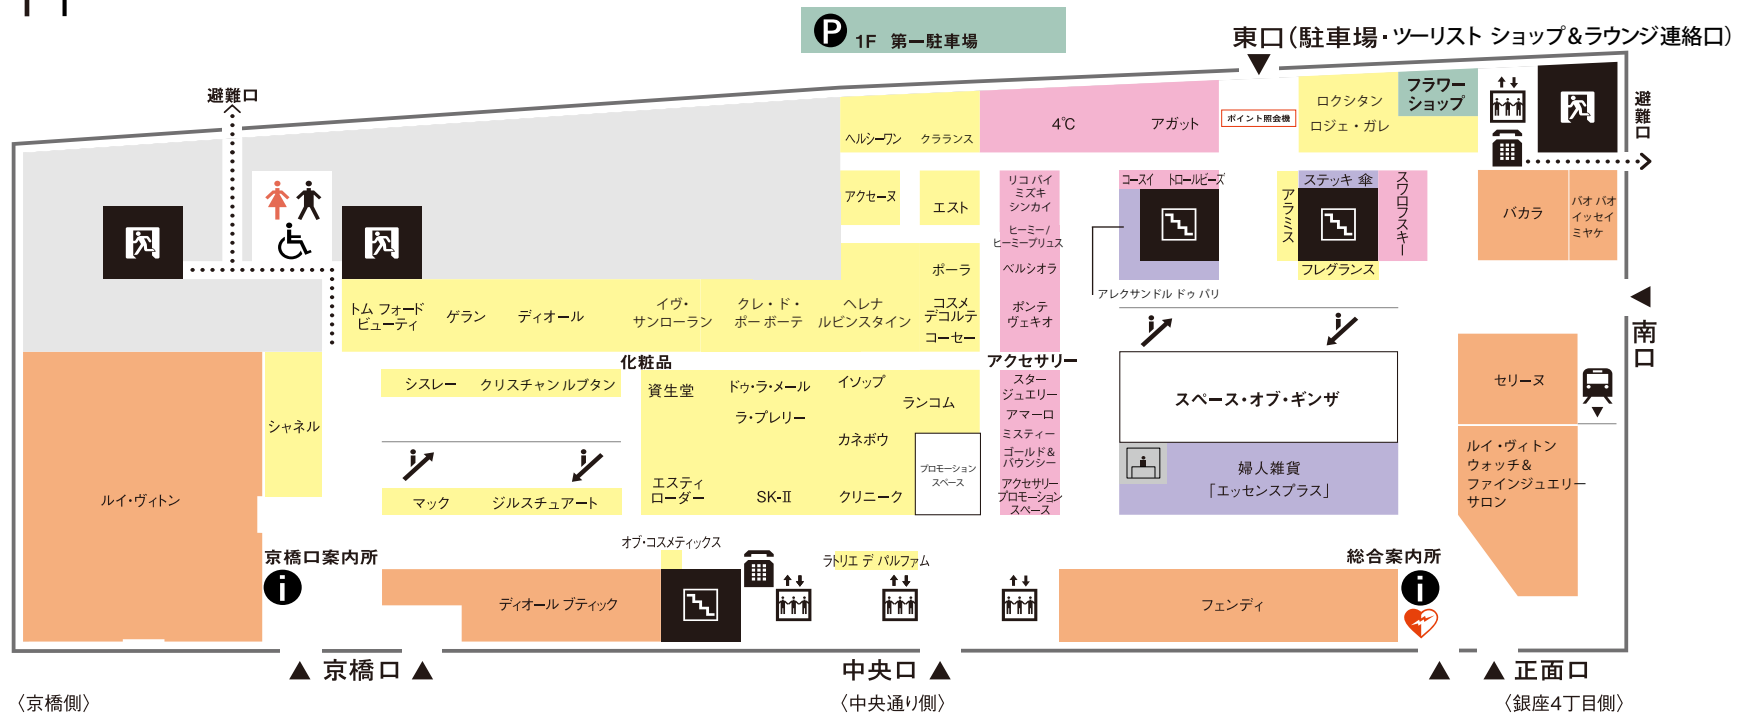 P 1F 第一駐車場
東口(駐車場・ツーリスト ショップ&ラウンジ連絡口)
避難口
ヘルシーワン
クラランス
4℃
アガット
ポイント照会機
ロクシタン
ロジェ・ガレ
フラワー
ショップ
避難口
アクセーヌ
エスト
リコ バイ
ミズキ
シンカイ
ヒーミー/
ヒーミープリュス
ベルシオラ
ポンテ
ヴェキオ
コースイ
トロールビーズ
アレクサンドル ドゥ パリ
アラミス
ステッキ 傘
フレグランス
スワロフスキー
バカラ
バオ バオ
イッセイ
ミヤケ
南口
トム フォード
ビューティ
ゲラン
ディオール
イヴ・
サンローラン
クレ・ド・
ポー ボーテ
ヘレナ
ルビンスタイン
ポーラ
コスメ
デコルテ
コーセー
化粧品
アクセサリー
シスレー
クリスチャン ルブタン
資生堂
ドゥ・ラ・メール
ラ・プレリー
イソップ
ランコム
カネボウ
プロモーション
スペース
スター
ジュエリー
アマーロ
ミスティー
ゴールド&
バウンシー
アクセサリー
プロモーション
スペース
スペース・オブ・ギンザ
婦人雑貨
「エッセンスプラス」
セリーヌ
ルイ・ヴィトン
ウォッチ&
ファインジュエリー
サロン
シャネル
ルイ・ヴィトン
マック
ジルスチュアート
エスティ
ローダー
SK-Ⅱ
クリニーク
京橋口案内所
i
オブ・コスメティックス
ラトリエ デ パルファム
総合案内所
i
ディオール ブティック
フェンディ
京橋口
中央口
正面口
〈京橋側〉
〈中央通り側〉
〈銀座4丁目側〉